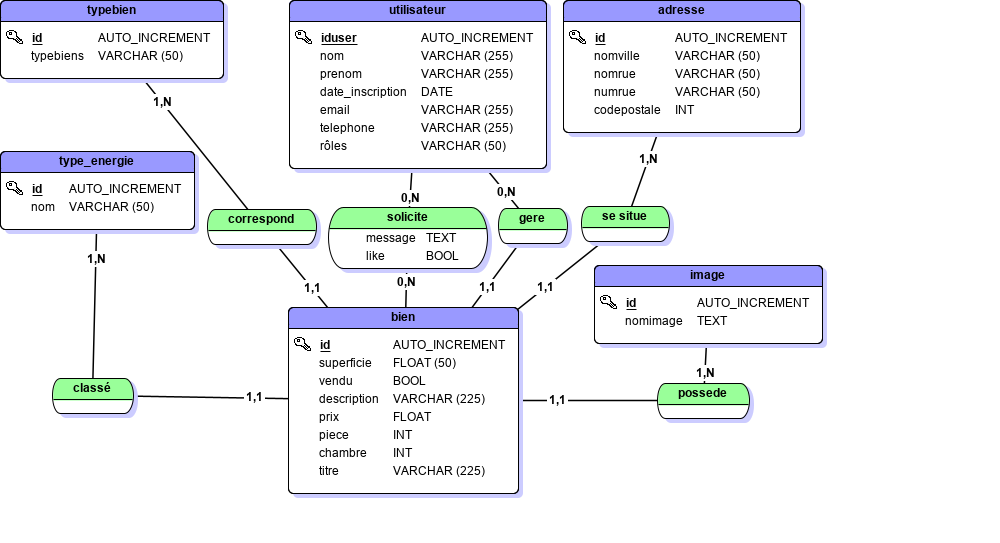 typebien
id AUTO_INCREMENT
typebiens VARCHAR (50)
utilisateur
iduser AUTO_INCREMENT
nom VARCHAR (255)
prenom VARCHAR (255)
date_inscription DATE
email VARCHAR (255)
telephone VARCHAR (255)
rôles VARCHAR (50)
adresse
id AUTO_INCREMENT
nomville VARCHAR (50)
nomrue VARCHAR (50)
numrue VARCHAR (50)
codepostale INT
1,N
type_energie
id AUTO_INCREMENT
nom VARCHAR (50)
1,N
0,N
0,N
1,N
correspond
solicite
message TEXT
like BOOL
gere
se situe
1,N
1,1
0,N
1,1
1,1
image
id AUTO_INCREMENT
nomimage TEXT
bien
id AUTO_INCREMENT
superficie FLOAT (50)
vendu BOOL
description VARCHAR (225)
prix FLOAT
piece INT
chambre INT
titre VARCHAR (225)
1,N
classé
1,1
1,1
possede